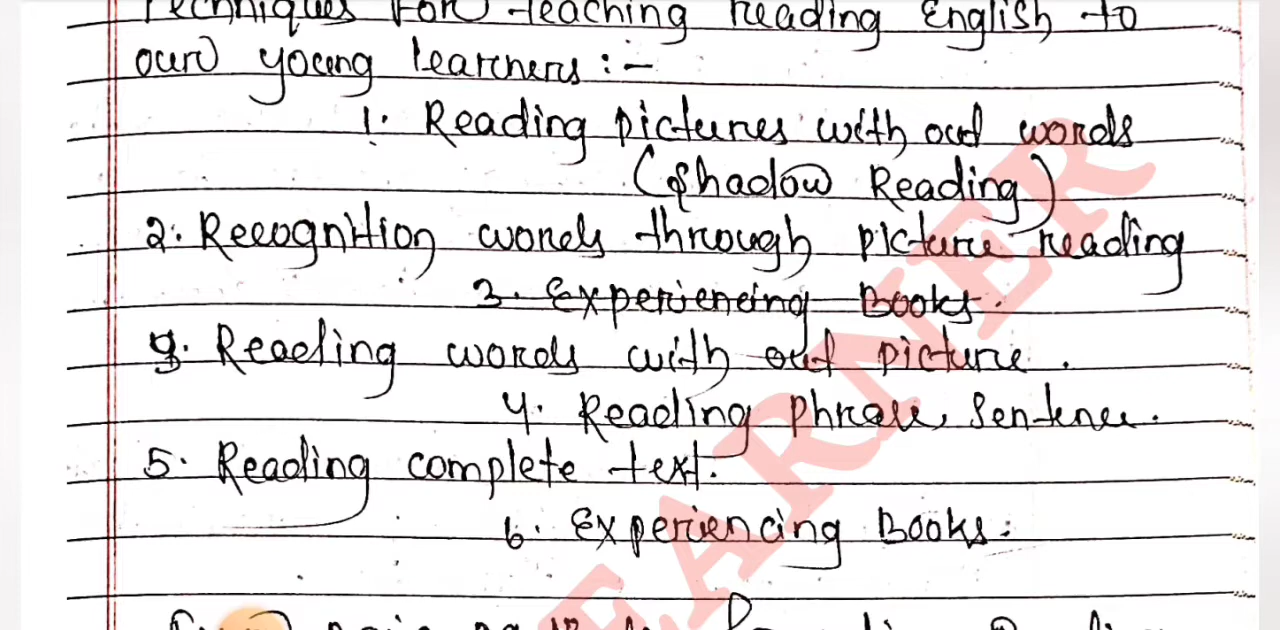 Techniques For teaching reading English to
our young learners :-
1. Reading pictures with out words
(Shadow Reading)
2. Recognition words through picture reading
3. Experiencing Books.
3. Reading words with out picture.
4. Reading phrase, Sentence.
5. Reading complete text.
6. Experiencing Books.